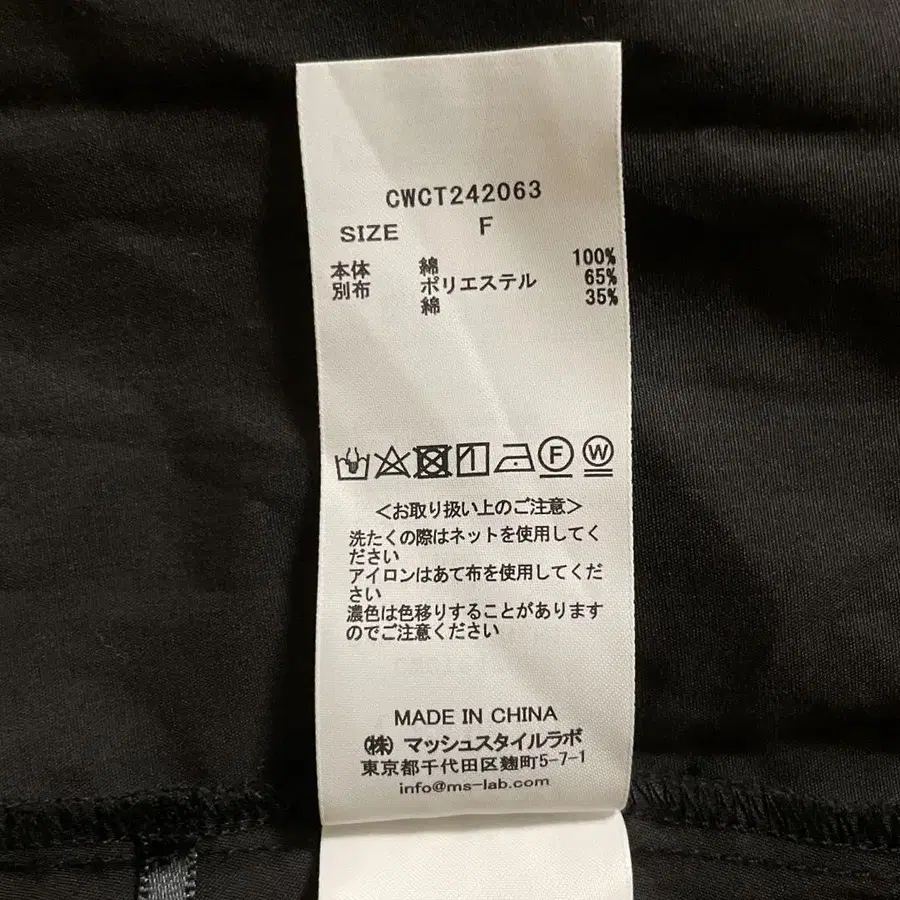 CWCT242063
SIZE F
本体 綿 100%
別布 ポリエステル 65%
綿 35%
F W
<お取り扱い上のご注意>
洗たくの際はネットを使用してく
ださい
アイロンはあて布を使用してくだ
さい
濃色は色移りすることがあります
のでご注意ください
MADE IN CHINA
(株) マッシュスタイルラボ
東京都千代田区麹町5-7-1
info@ms-lab.com